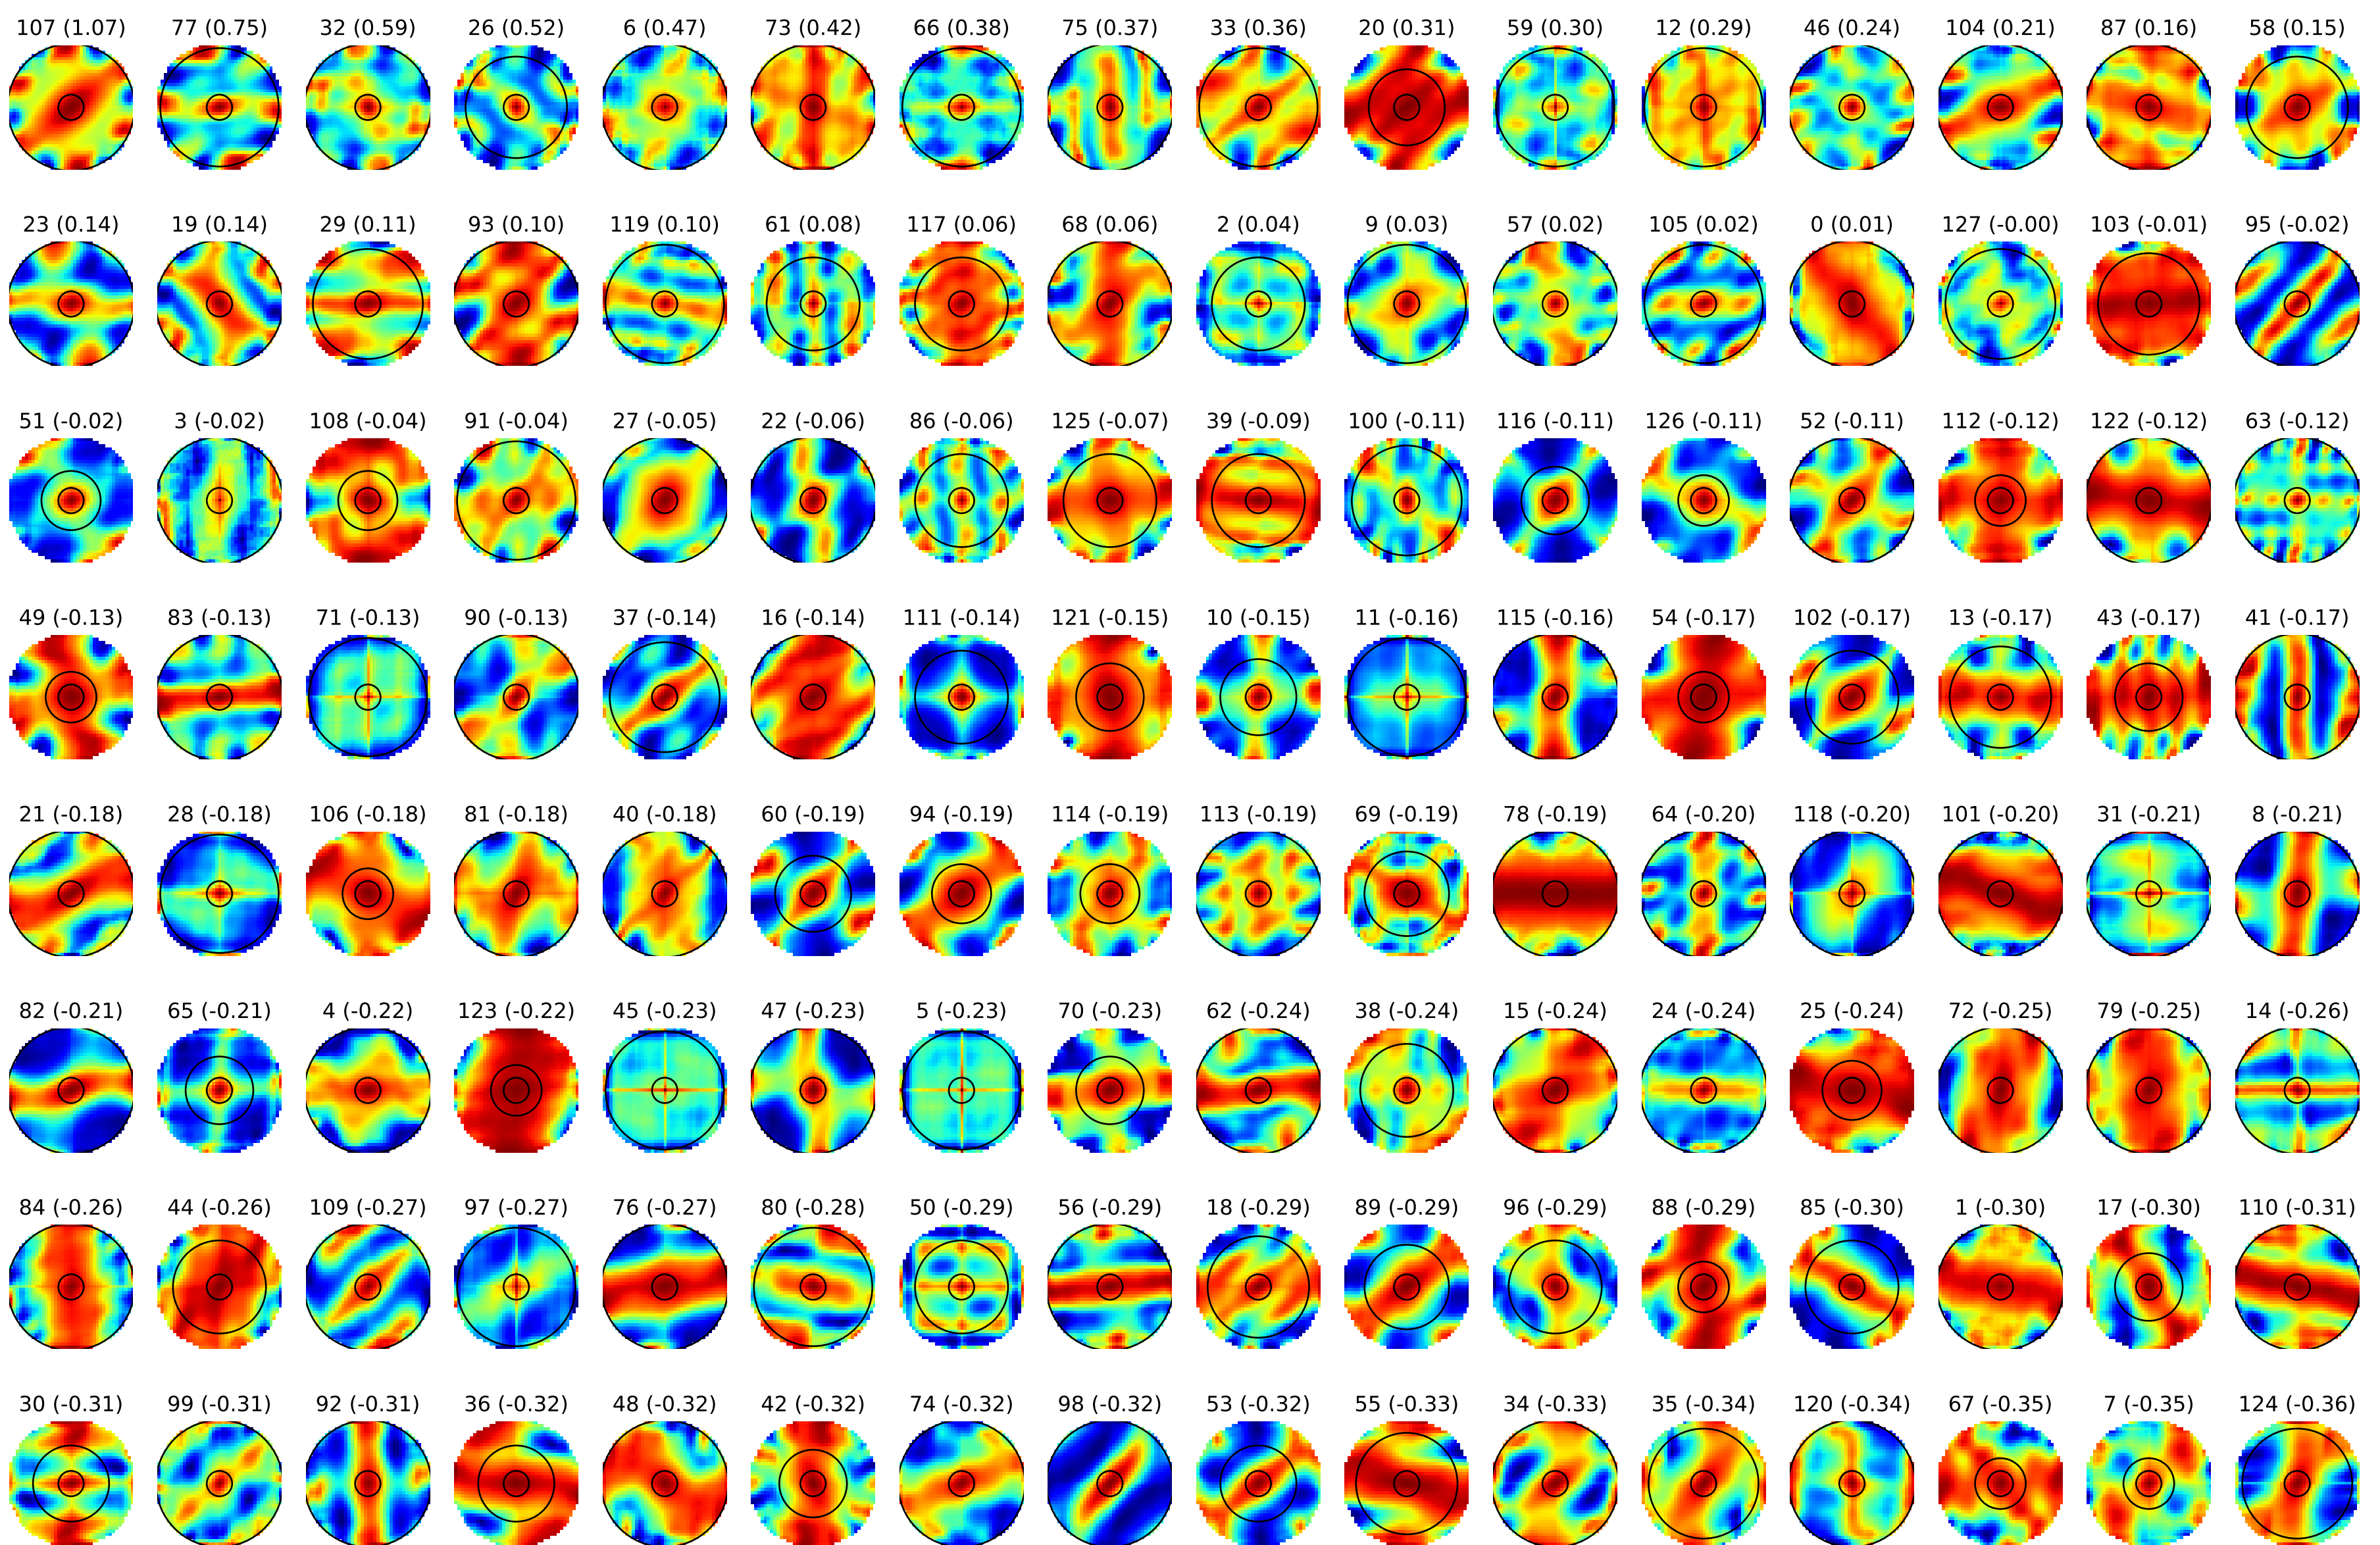 107 (1.07) 77 (0.75) 32 (0.59) 26 (0.52) 6 (0.47) 73 (0.42) 66 (0.38) 75 (0.37) 33 (0.36) 20 (0.31) 59 (0.30) 12 (0.29) 46 (0.24) 104 (0.21) 87 (0.16) 58 (0.15)
23 (0.14) 19 (0.14) 29 (0.11) 93 (0.10) 119 (0.10) 61 (0.08) 117 (0.06) 68 (0.06) 2 (0.04) 9 (0.03) 57 (0.02) 105 (0.02) 0 (0.01) 127 (-0.00) 103 (-0.01) 95 (-0.02)
51 (-0.02) 3 (-0.02) 108 (-0.04) 91 (-0.04) 27 (-0.05) 22 (-0.06) 86 (-0.06) 125 (-0.07) 39 (-0.09) 100 (-0.11) 116 (-0.11) 126 (-0.11) 52 (-0.11) 112 (-0.12) 122 (-0.12) 63 (-0.12)
49 (-0.13) 83 (-0.13) 71 (-0.13) 90 (-0.13) 37 (-0.14) 16 (-0.14) 111 (-0.14) 121 (-0.15) 10 (-0.15) 11 (-0.16) 115 (-0.16) 54 (-0.17) 102 (-0.17) 13 (-0.17) 43 (-0.17) 41 (-0.17)
21 (-0.18) 28 (-0.18) 106 (-0.18) 81 (-0.18) 40 (-0.18) 60 (-0.19) 94 (-0.19) 114 (-0.19) 113 (-0.19) 69 (-0.19) 78 (-0.19) 64 (-0.20) 118 (-0.20) 101 (-0.20) 31 (-0.21) 8 (-0.21)
82 (-0.21) 65 (-0.21) 4 (-0.22) 123 (-0.22) 45 (-0.23) 47 (-0.23) 5 (-0.23) 70 (-0.23) 62 (-0.24) 38 (-0.24) 15 (-0.24) 24 (-0.24) 25 (-0.24) 72 (-0.25) 79 (-0.25) 14 (-0.26)
84 (-0.26) 44 (-0.26) 109 (-0.27) 97 (-0.27) 76 (-0.27) 80 (-0.28) 50 (-0.29) 56 (-0.29) 18 (-0.29) 89 (-0.29) 96 (-0.29) 88 (-0.29) 85 (-0.30) 1 (-0.30) 17 (-0.30) 110 (-0.31)
30 (-0.31) 99 (-0.31) 92 (-0.31) 36 (-0.32) 48 (-0.32) 42 (-0.32) 74 (-0.32) 98 (-0.32) 53 (-0.32) 55 (-0.33) 34 (-0.33) 35 (-0.34) 120 (-0.34) 67 (-0.35) 7 (-0.35) 124 (-0.36)